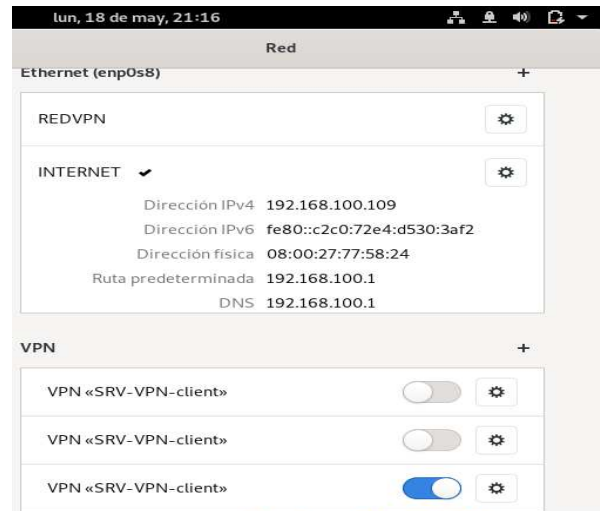 lun, 18 de may, 21:16
Red
Ethernet (enp0s8) +
REDVPN
INTERNET ✔
Dirección IPv4 192.168.100.109
Dirección IPv6 fe80::c2c0:72e4:d530:3af2
Dirección física 08:00:27:77:58:24
Ruta predeterminada 192.168.100.1
DNS 192.168.100.1
VPN +
VPN «SRV-VPN-client»
VPN «SRV-VPN-client»
VPN «SRV-VPN-client»